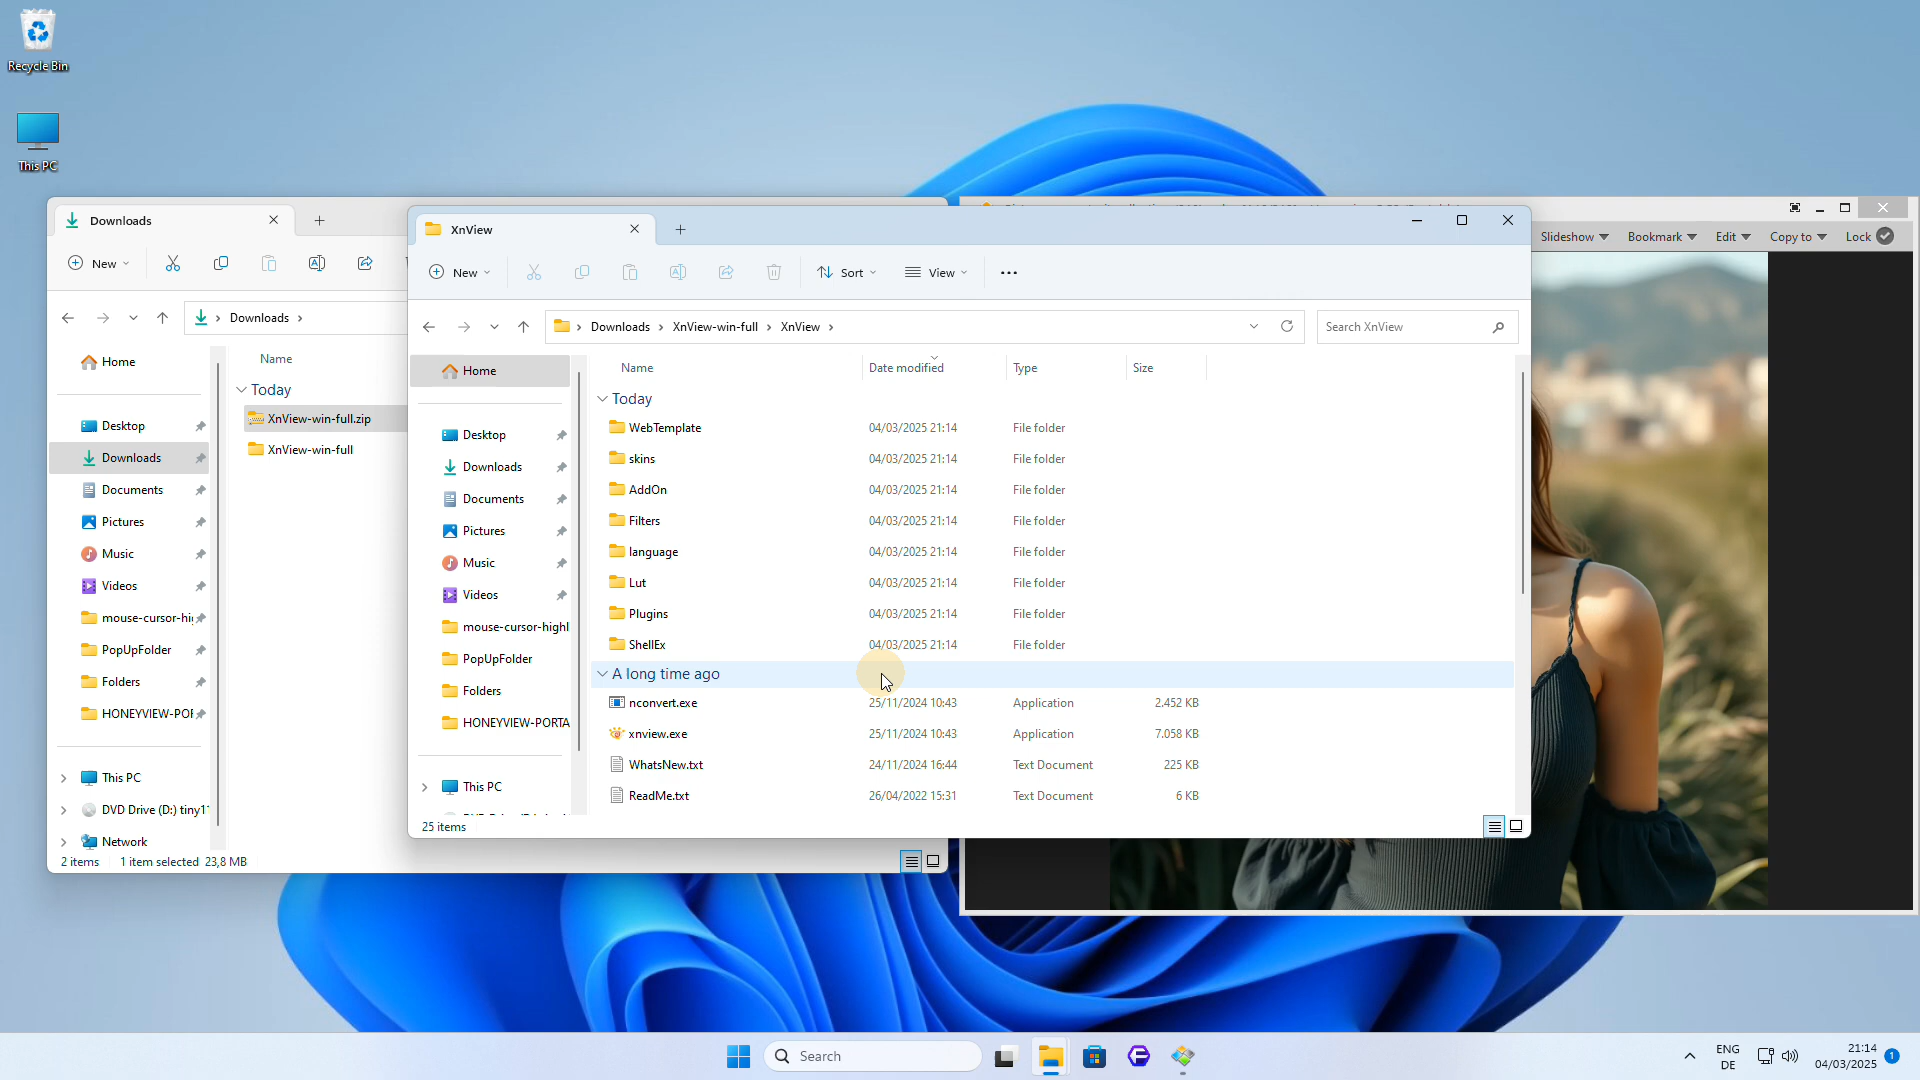 Recycle Bin
This PC
Downloads
New
Downloads
Name
Home
Today
XnView-win-full.zip
XnView-win-full
Desktop
Downloads
Documents
Pictures
Music
Videos
mouse-cursor-hi
PopUpFolder
Folders
HONEYVIEW-POR
This PC
DVD Drive (D:) tiny11
Network
2 items 1 item selected 23,8 MB
XnView
New
Sort
View
Downloads XnView-win-full XnView
Search XnView
Home
Desktop
Downloads
Documents
Pictures
Music
Videos
mouse-cursor-highl
PopUpFolder
Folders
HONEYVIEW-PORTA
This PC
Name Date modified Type Size
Today
WebTemplate 04/03/2025 21:14 File folder
skins 04/03/2025 21:14 File folder
AddOn 04/03/2025 21:14 File folder
Filters 04/03/2025 21:14 File folder
language 04/03/2025 21:14 File folder
Lut 04/03/2025 21:14 File folder
Plugins 04/03/2025 21:14 File folder
ShellEx 04/03/2025 21:14 File folder
A long time ago
nconvert.exe 25/11/2024 10:43 Application 2.452 KB
xnview.exe 25/11/2024 10:43 Application 7.058 KB
WhatsNew.txt 24/11/2024 16:44 Text Document 225 KB
ReadMe.txt 26/04/2022 15:31 Text Document 6 KB
25 items
Slideshow Bookmark Edit Copy to Lock
Search
ENG
DE
21:14
04/03/2025
1